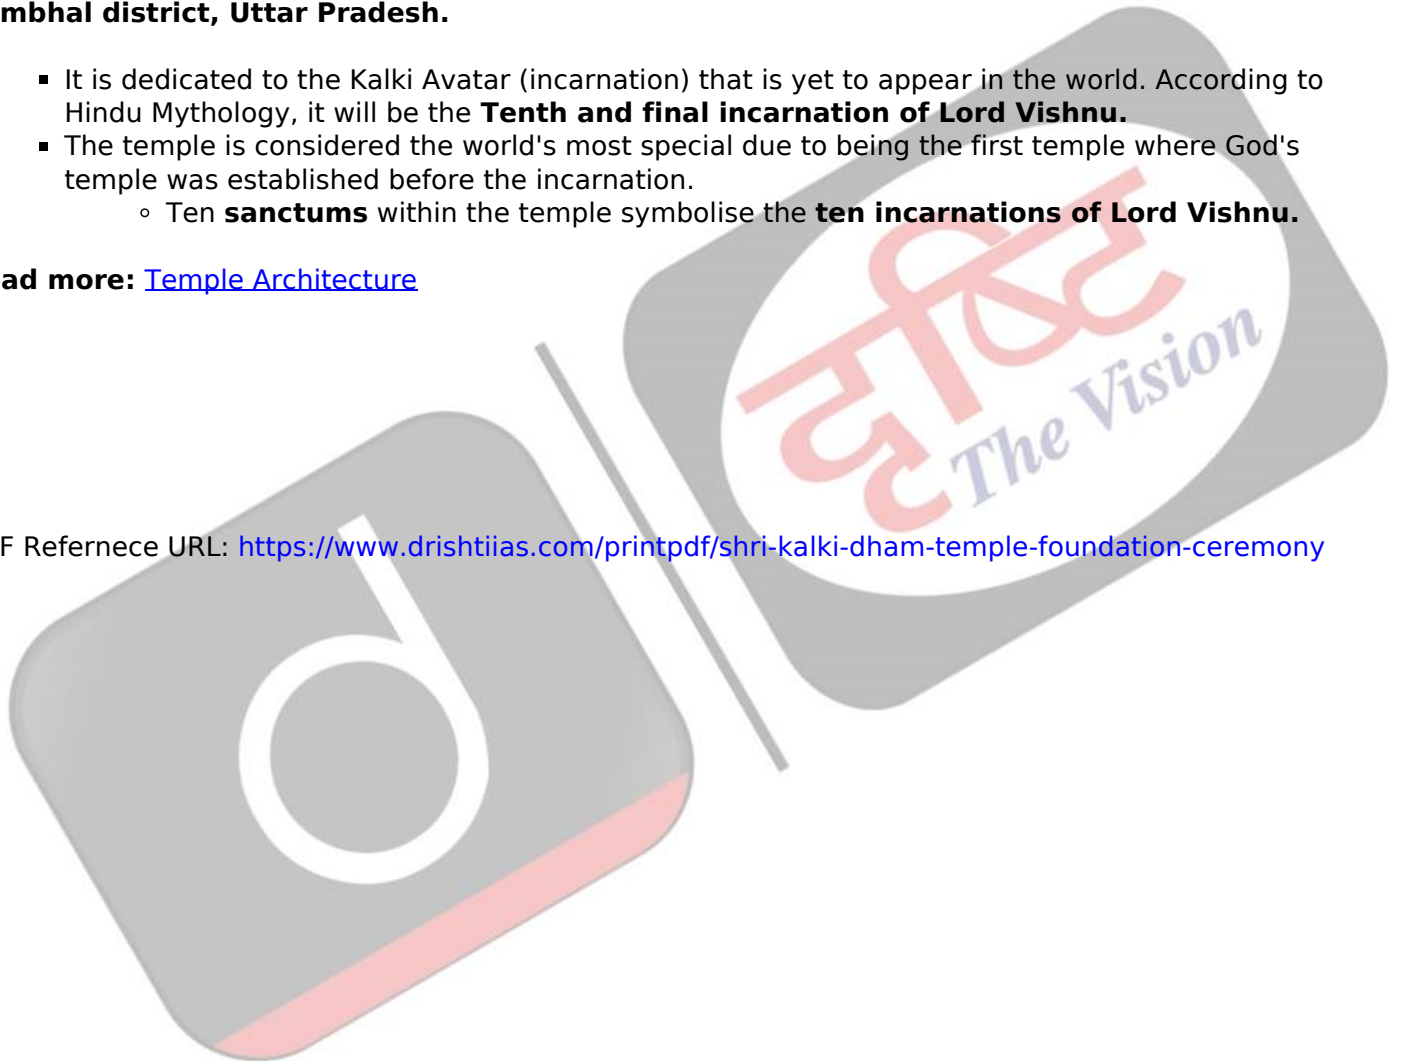 mbhal district, Uttar Pradesh.
It is dedicated to the Kalki Avatar (incarnation) that is yet to appear in the world. According to
Hindu Mythology, it will be the Tenth and final incarnation of Lord Vishnu.
The temple is considered the world's most special due to being the first temple where God's
temple was established before the incarnation.
Ten sanctums within the temple symbolise the ten incarnations of Lord Vishnu.
ad more: Temple Architecture
दृष्टि
The Vision
d
F Refernece URL: https://www.drishtiias.com/printpdf/shri-kalki-dham-temple-foundation-ceremony